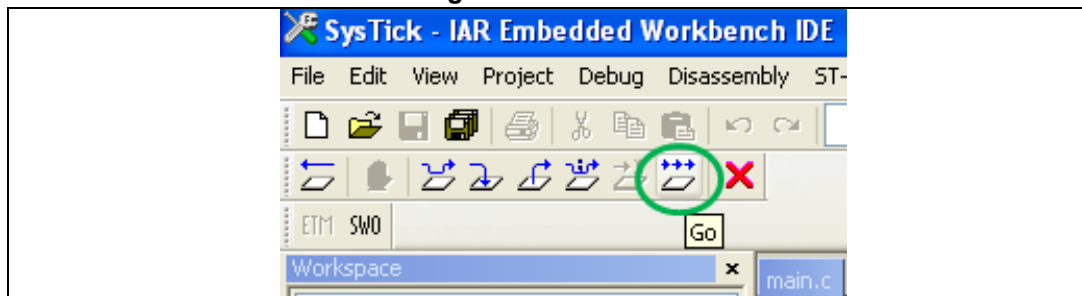 SysTick - IAR Embedded Workbench IDE
File Edit View Project Debug Disassembly ST-
ETM SWO
Go
Workspace x main.c